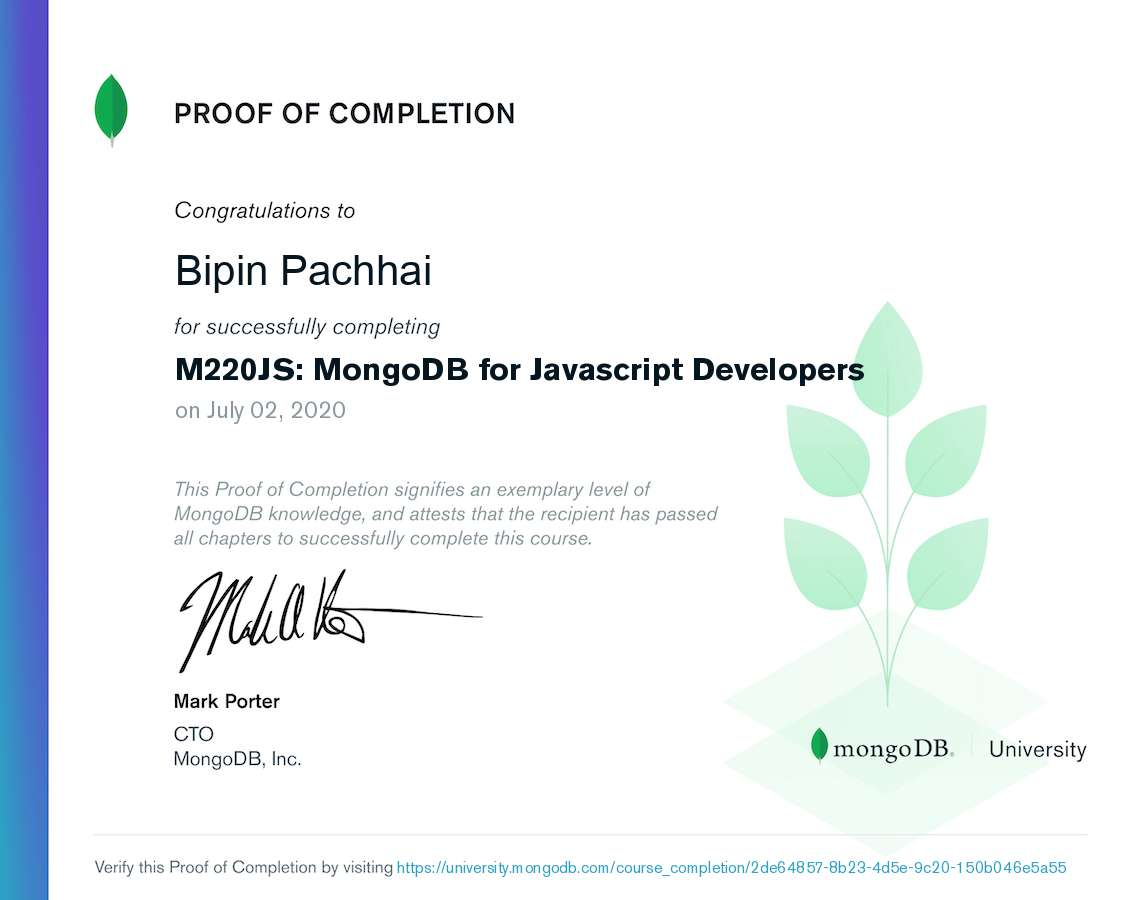 PROOF OF COMPLETION
Congratulations to
Bipin Pachhai
for successfully completing
M220JS: MongoDB for Javascript Developers
on July 02, 2020
This Proof of Completion signifies an exemplary level of
MongoDB knowledge, and attests that the recipient has passed
all chapters to successfully complete this course.
Mark Porter
CTO
MongoDB, Inc.
mongoDB® University
Verify this Proof of Completion by visiting https://university.mongodb.com/course_completion/2de64857-8b23-4d5e-9c20-150b046e5a55